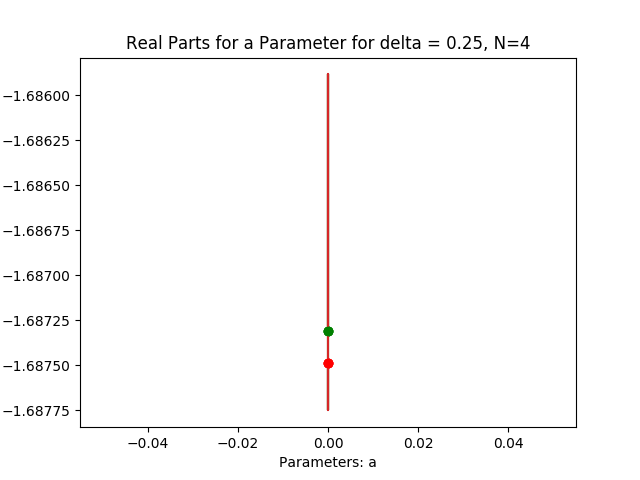 Real Parts for a Parameter for delta = 0.25, N=4
−1.68600
−1.68625
−1.68650
−1.68675
−1.68700
−1.68725
−1.68750
−1.68775
−0.04 −0.02 0.00 0.02 0.04
Parameters: a